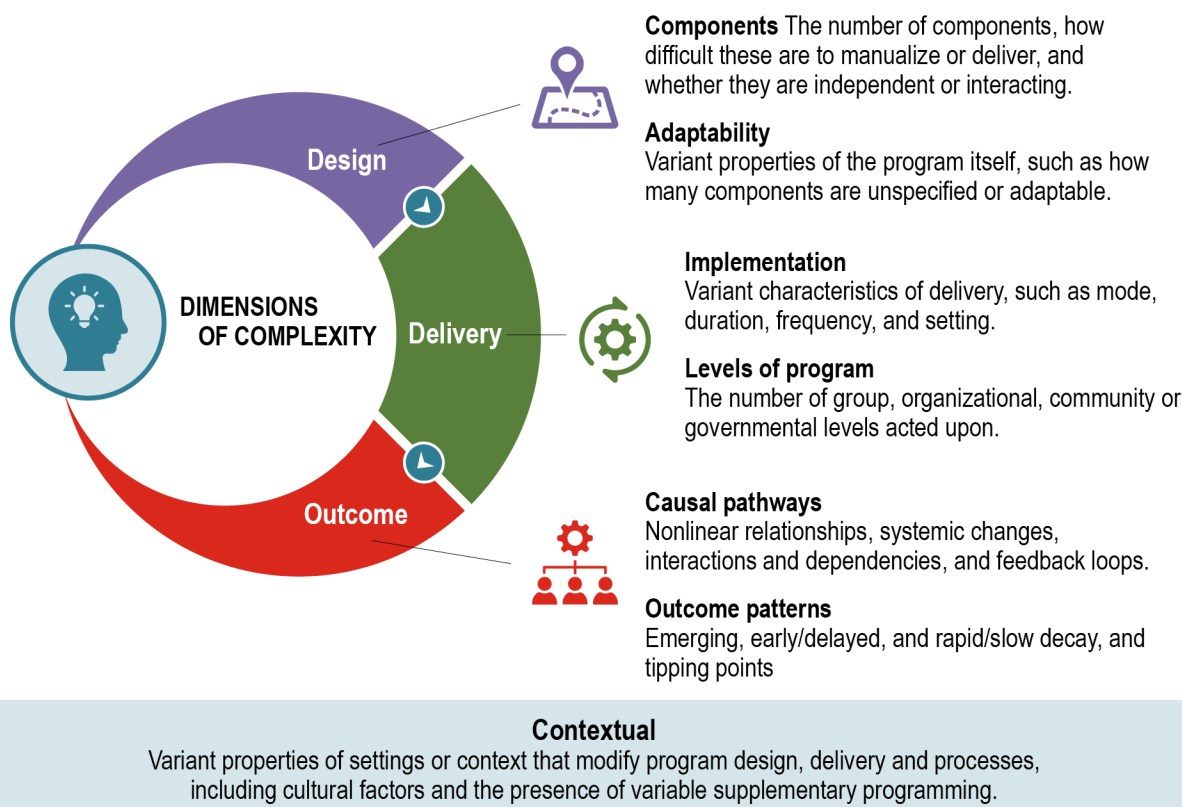 Components The number of components, how
difficult these are to manualize or deliver, and
whether they are independent or interacting.
Adaptability
Variant properties of the program itself, such as how
many components are unspecified or adaptable.
Design
Implementation
Variant characteristics of delivery, such as mode,
duration, frequency, and setting.
Levels of program
The number of group, organizational, community or
governmental levels acted upon.
DIMENSIONS
OF COMPLEXITY
Delivery
Causal pathways
Nonlinear relationships, systemic changes,
interactions and dependencies, and feedback loops.
Outcome patterns
Emerging, early/delayed, and rapid/slow decay, and
tipping points
Outcome
Contextual
Variant properties of settings or context that modify program design, delivery and processes,
including cultural factors and the presence of variable supplementary programming.